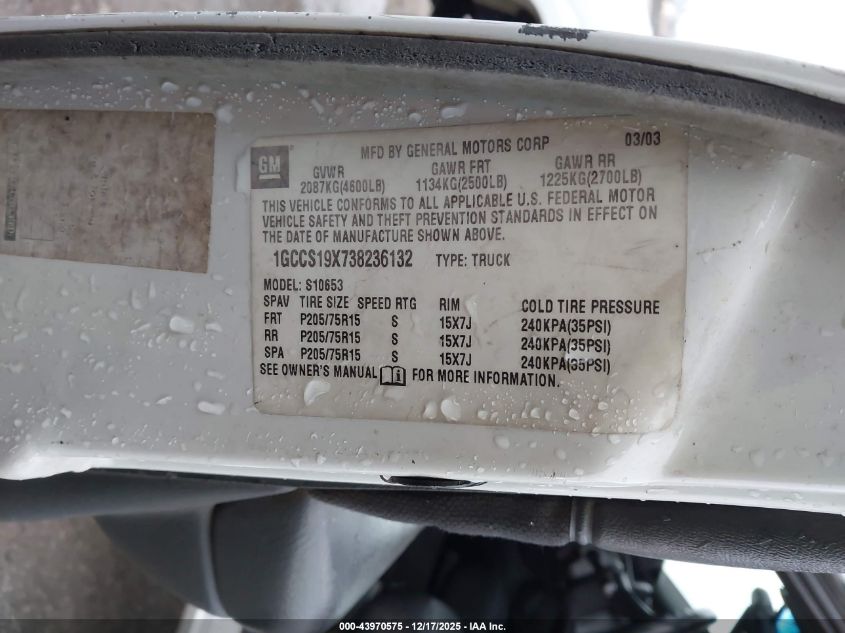 MFD BY GENERAL MOTORS CORP 03/03
GM
GVWR GAWR FRT GAWR RR
2087KG(4600LB) 1134KG(2500LB) 1225KG(2700LB)
THIS VEHICLE CONFORMS TO ALL APPLICABLE U.S. FEDERAL MOTOR
VEHICLE SAFETY AND THEFT PREVENTION STANDARDS IN EFFECT ON
THE DATE OF MANUFACTURE SHOWN ABOVE.
1GCCS19X738236132 TYPE: TRUCK
MODEL: S10653
SPAV TIRE SIZE SPEED RTG RIM COLD TIRE PRESSURE
FRT P205/75R15 S 15X7J 240KPA(35PSI)
RR P205/75R15 S 15X7J 240KPA(35PSI)
SPA P205/75R15 S 15X7J 240KPA(35PSI)
SEE OWNER'S MANUAL FOR MORE INFORMATION.
000-43970575 - 12/17/2025 - IAA Inc.